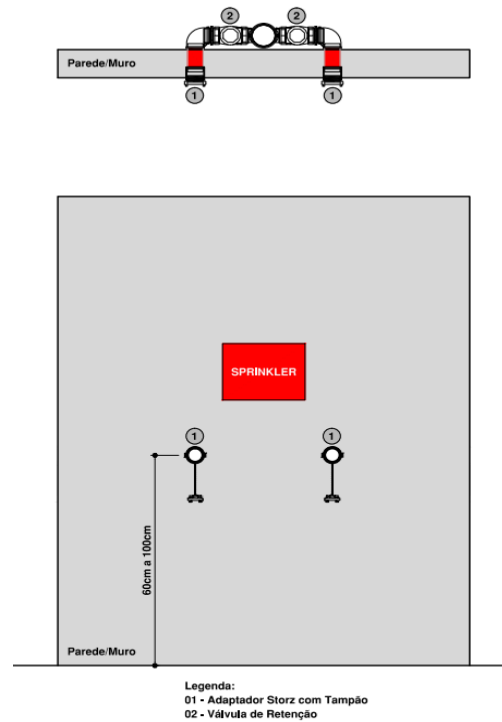 2
2
Parede/Muro
1
1
SPRINKLER
1
1
60cm a 100cm
Parede/Muro
Legenda:
01 - Adaptador Storz com Tampão
02 - Válvula de Retenção